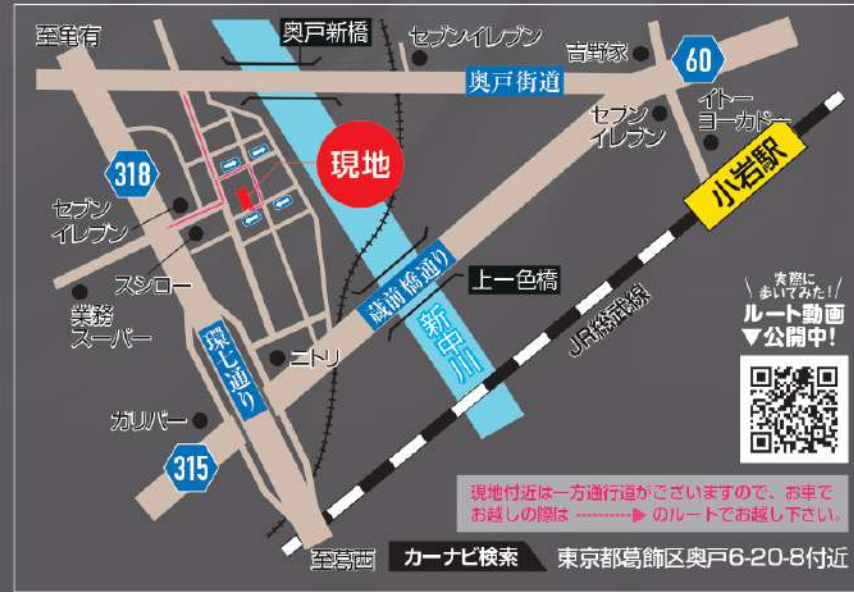 至亀有
奥戸新橋
セブンイレブン
吉野家
60
奥戸街道
セブン
イレブン
イトー
ヨーカドー
318
現地
小岩駅
セブン
イレブン
スシロー
業務
スーパー
蔵前橋通り
上一色橋
新中川
JR総武線
環七通り
ニトリ
ガリバー
315
実際に
歩いてみた!
ルート動画
▼公開中!
現地付近は一方通行道がございますので、お車で
お越しの際は ----------▶ のルートでお越し下さい。
至葛西
カーナビ検索
東京都葛飾区奥戸6-20-8付近